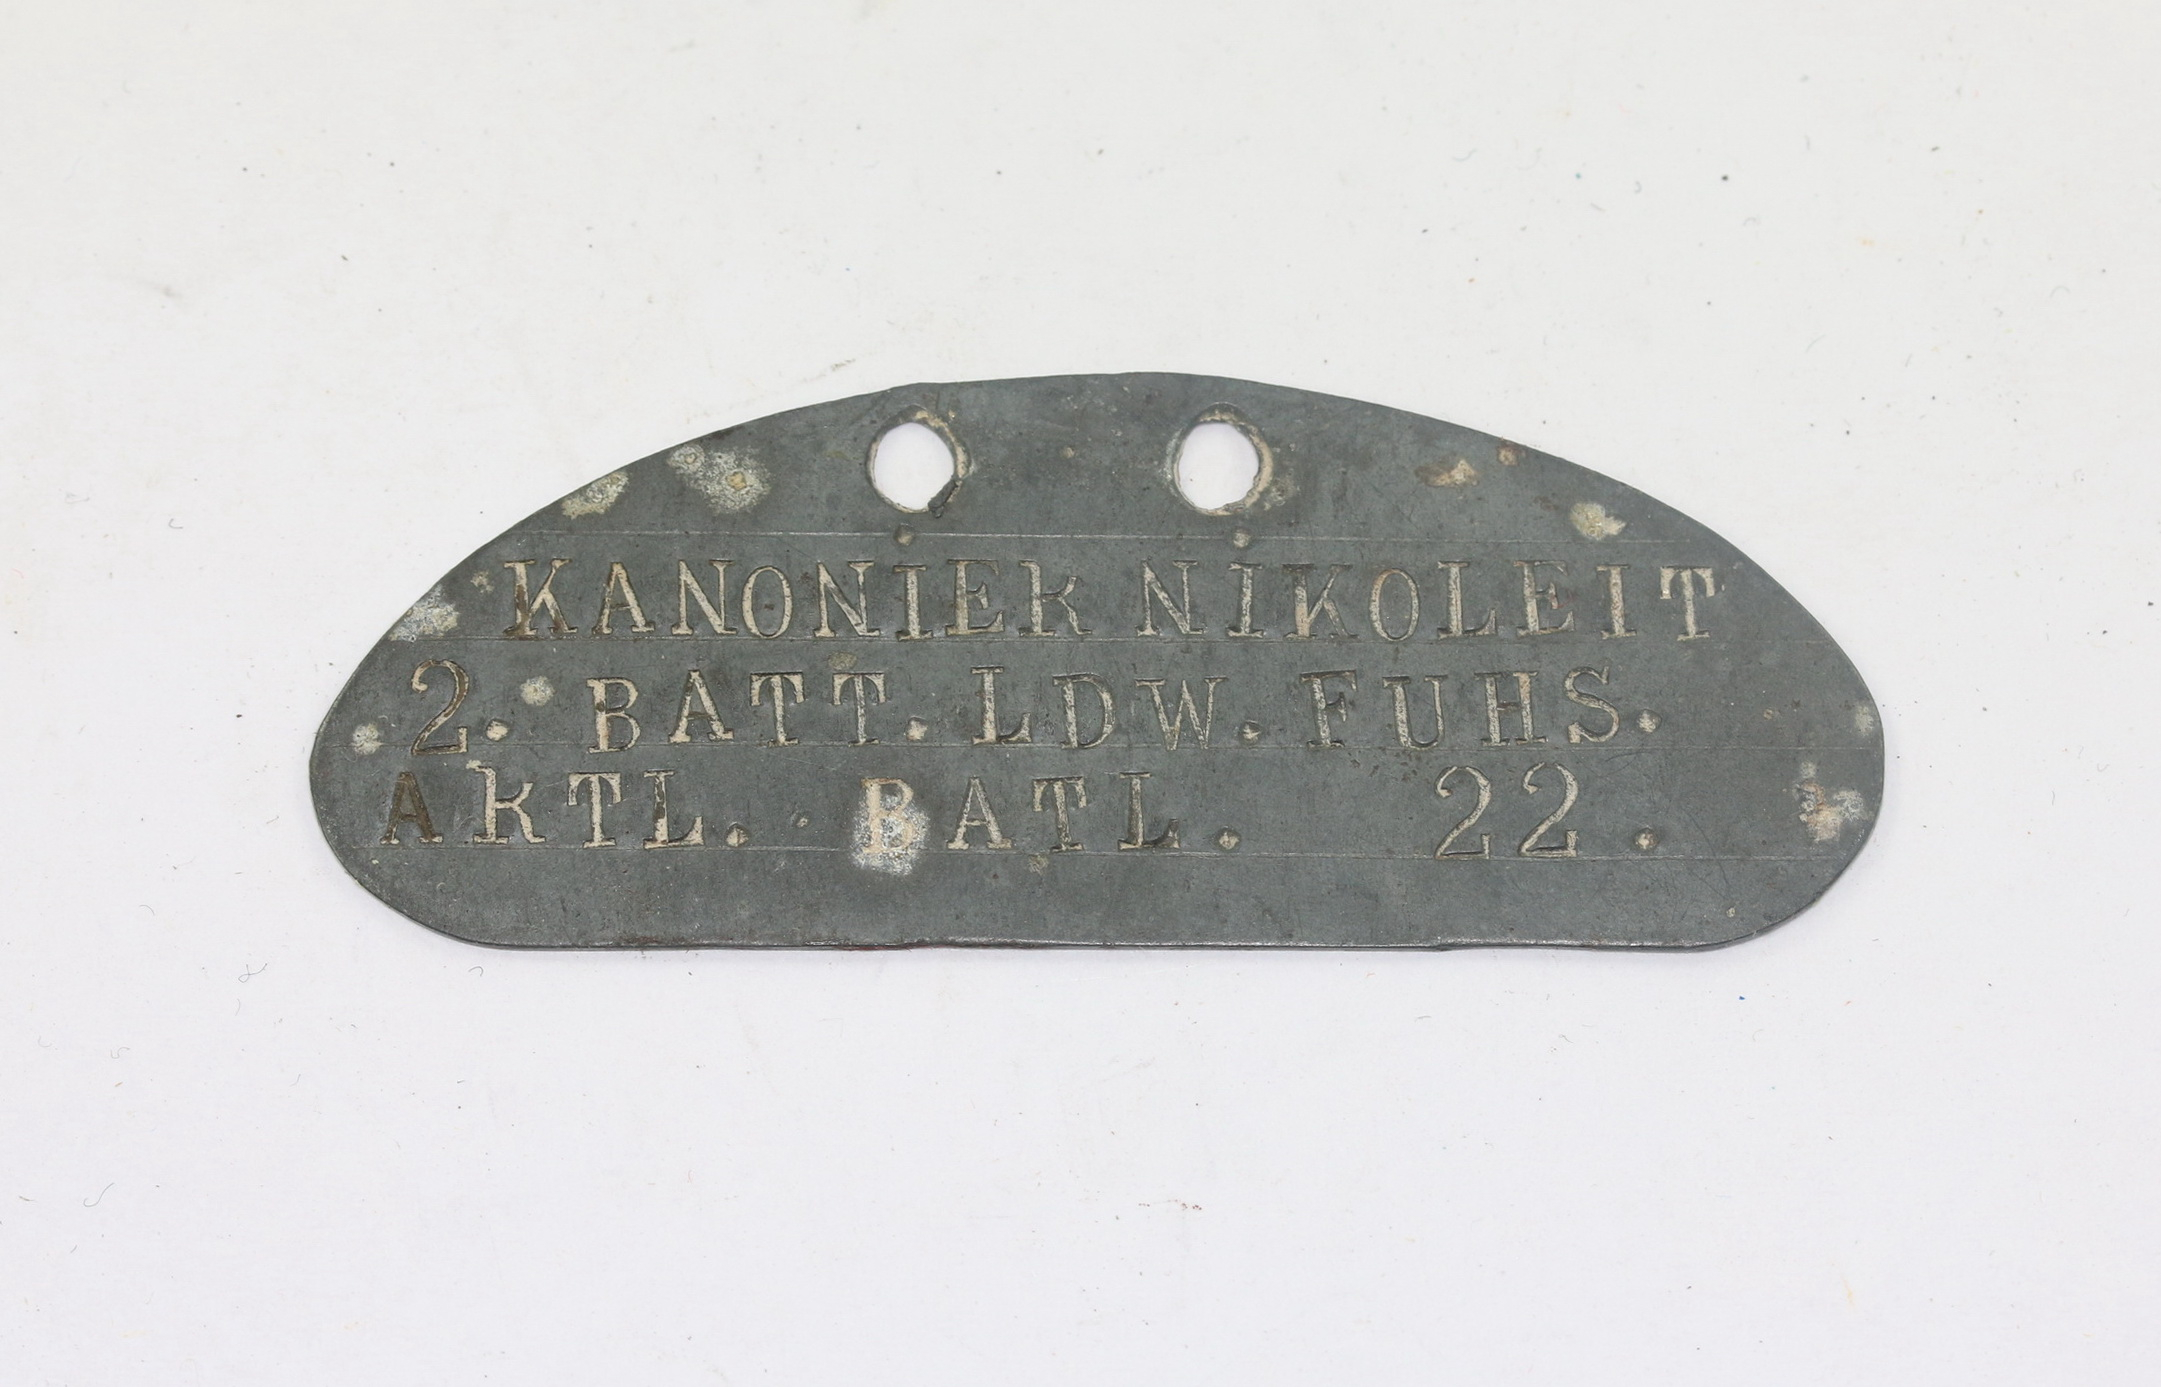 KANONIER NIKOLEIT
2. BATT. LDW. FUHS.
ARTL. BATL. 22.